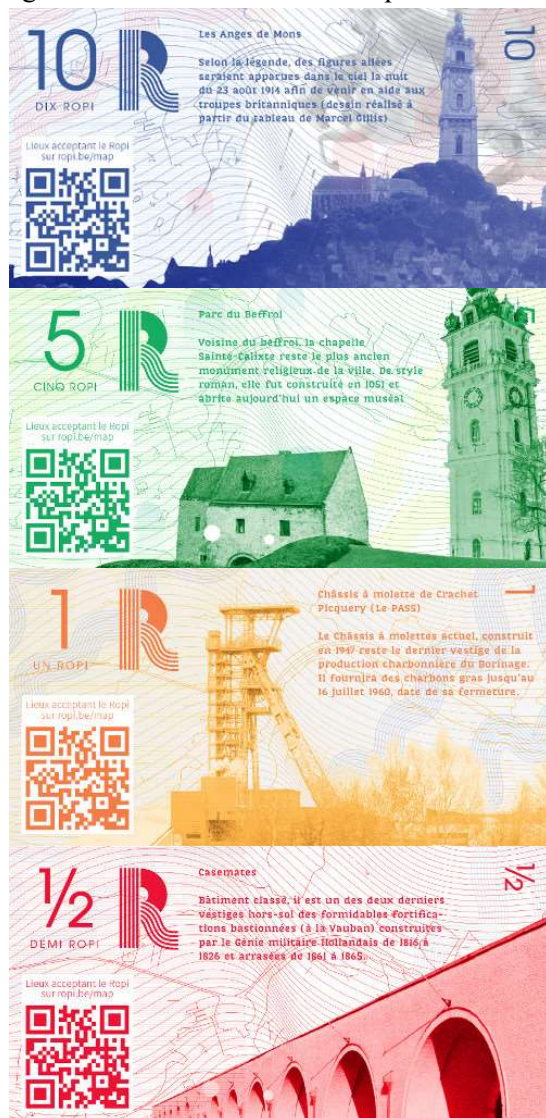 10
DIX ROPI
R
Les Anges de Mons
Selon la légende, des figures ailées
seraient apparues dans le ciel la nuit
du 23 août 1914 afin de venir en aide aux
troupes britanniques (dessin réalisé à
partir du tableau de Marcel Gillis)
10
Lieux acceptant le Ropi
sur ropi.be/map
5
CINQ ROPI
R
Parc du Beffroi
Voisine du beffroi, la chapelle
Sainte-Calixte reste le plus ancien
monument religieux de la ville. De style
roman, elle fut construite en 1051 et
abrite aujourd'hui un espace muséal
Lieux acceptant le Ropi
sur ropi.be/map
1
UN ROPI
R
Châssis à molette de Crachet
Picquery (Le PASS)
Le Châssis à molettes actuel, construit
en 1947 reste le dernier vestige de la
production charbonnière du Borinage.
Il fournira des charbons gras jusqu'au
16 juillet 1960, date de sa fermeture.
1
Lieux acceptant le Ropi
sur ropi.be/map
½
DEMI ROPI
R
Casemates
Bâtiment classé, il est un des deux derniers
vestiges hors-sol des formidables fortifica-
tions bastionnées (à la Vauban) construites
par le Génie militaire Hollandais de 1816 à
1826 et arrasées de 1861 à 1865.
½
Lieux acceptant le Ropi
sur ropi.be/map